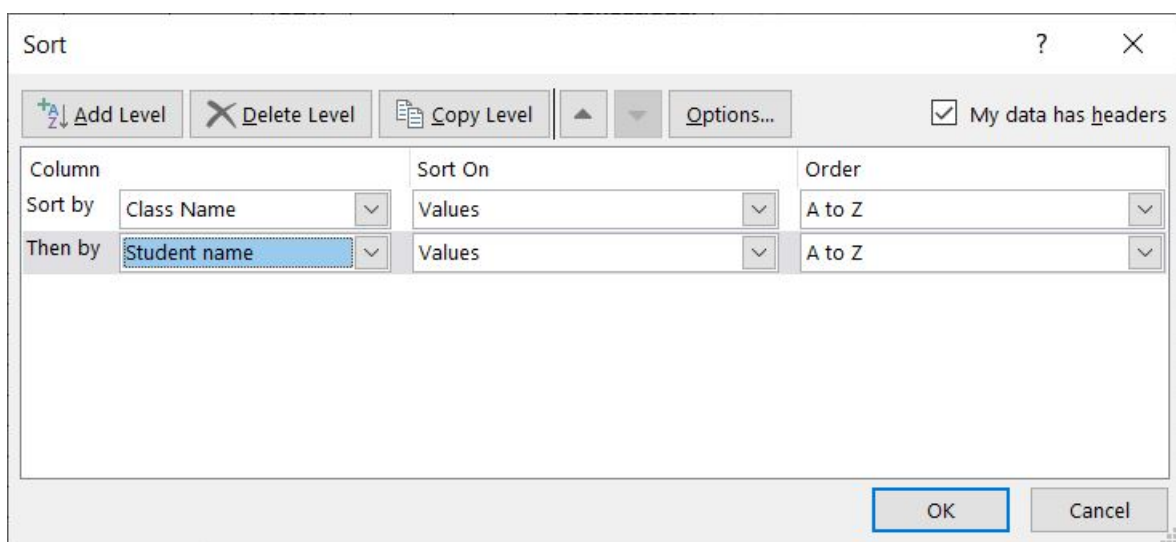 Sort ?
Add Level Delete Level Copy Level Options... My data has headers
Column Sort On Order
Sort by Class Name Values A to Z
Then by Student name Values A to Z
OK Cancel